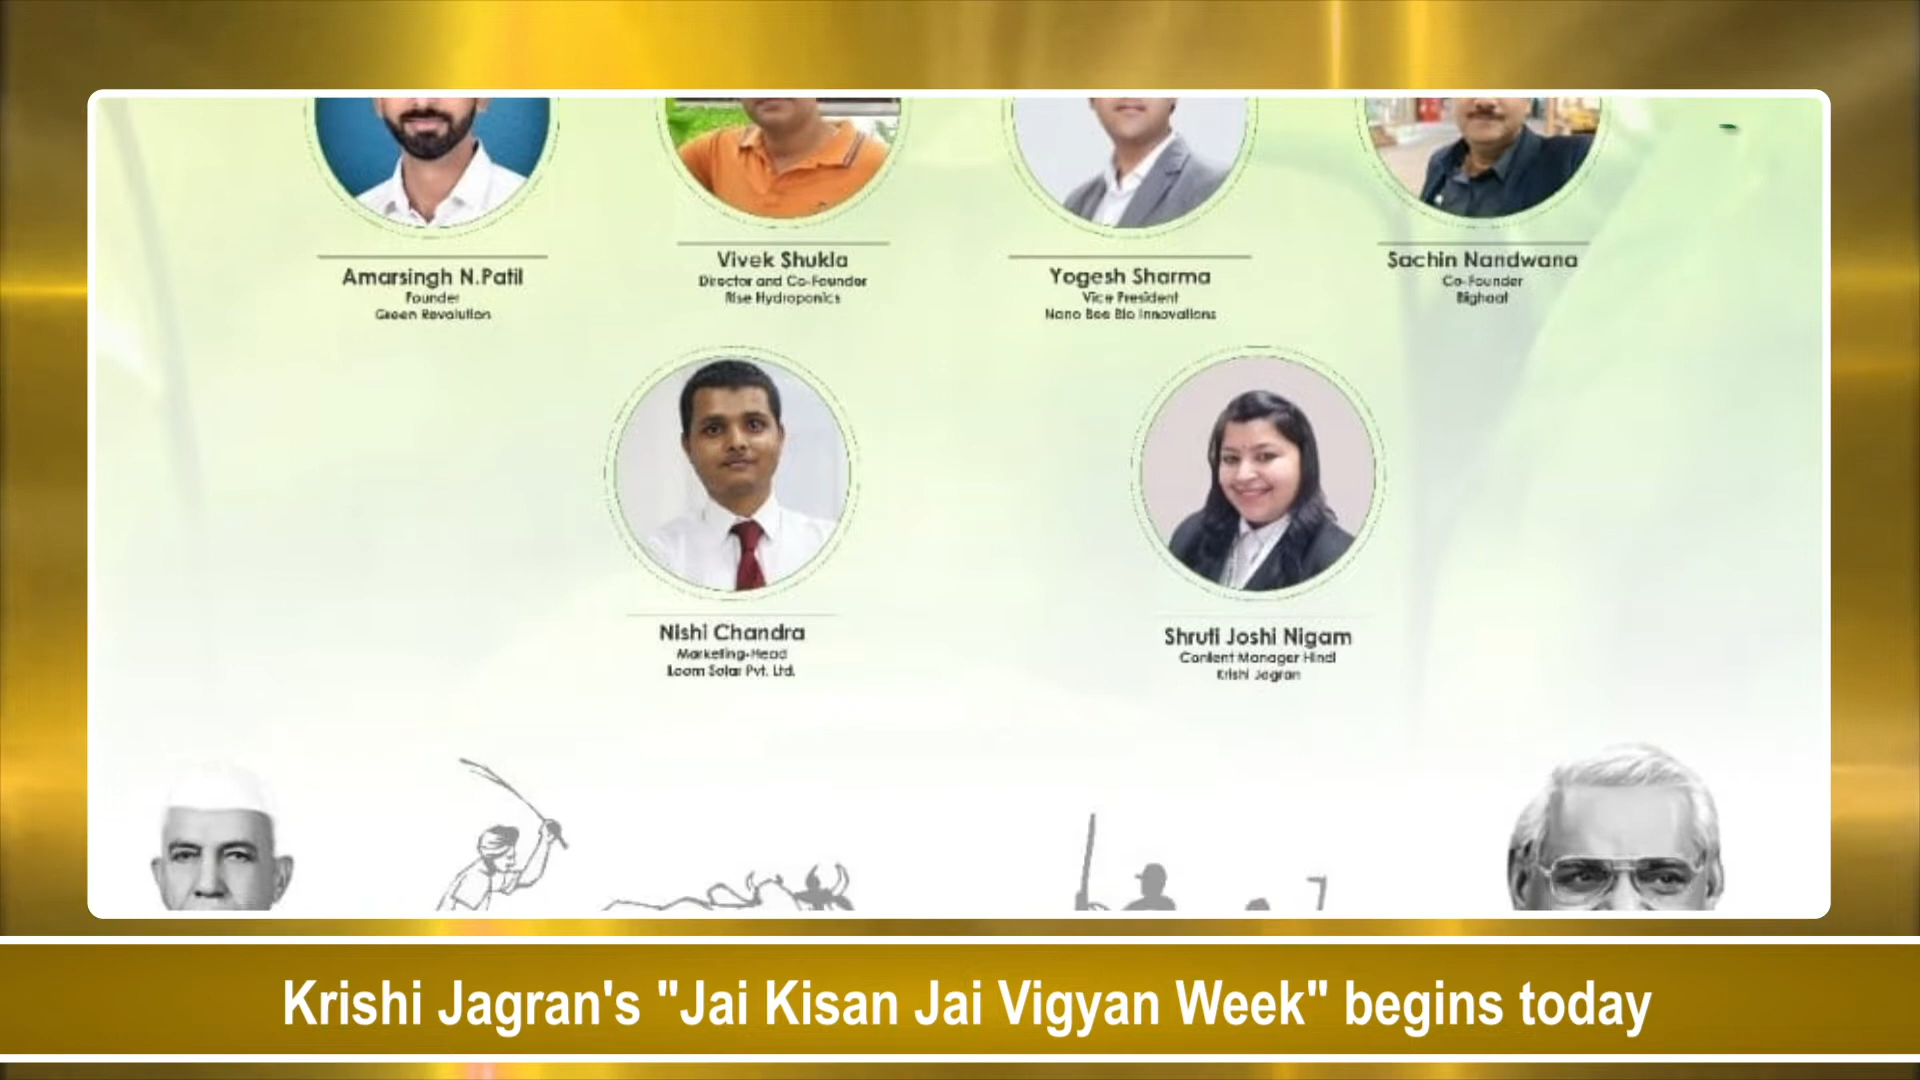 Amarsingh N.Patil
Founder
Green Revolution
Vivek Shukla
Director and Co-Founder
Rise Hydroponics
Yogesh Sharma
Vice President
Nano Bee Bio Innovations
Sachin Nandwana
Co-Founder
Bighaat
Nishi Chandra
Marketing-Head
Loom Solar Pvt. Ltd.
Shruti Joshi Nigam
Content Manager Hindi
Krishi Jagran
Krishi Jagran's "Jai Kisan Jai Vigyan Week" begins today